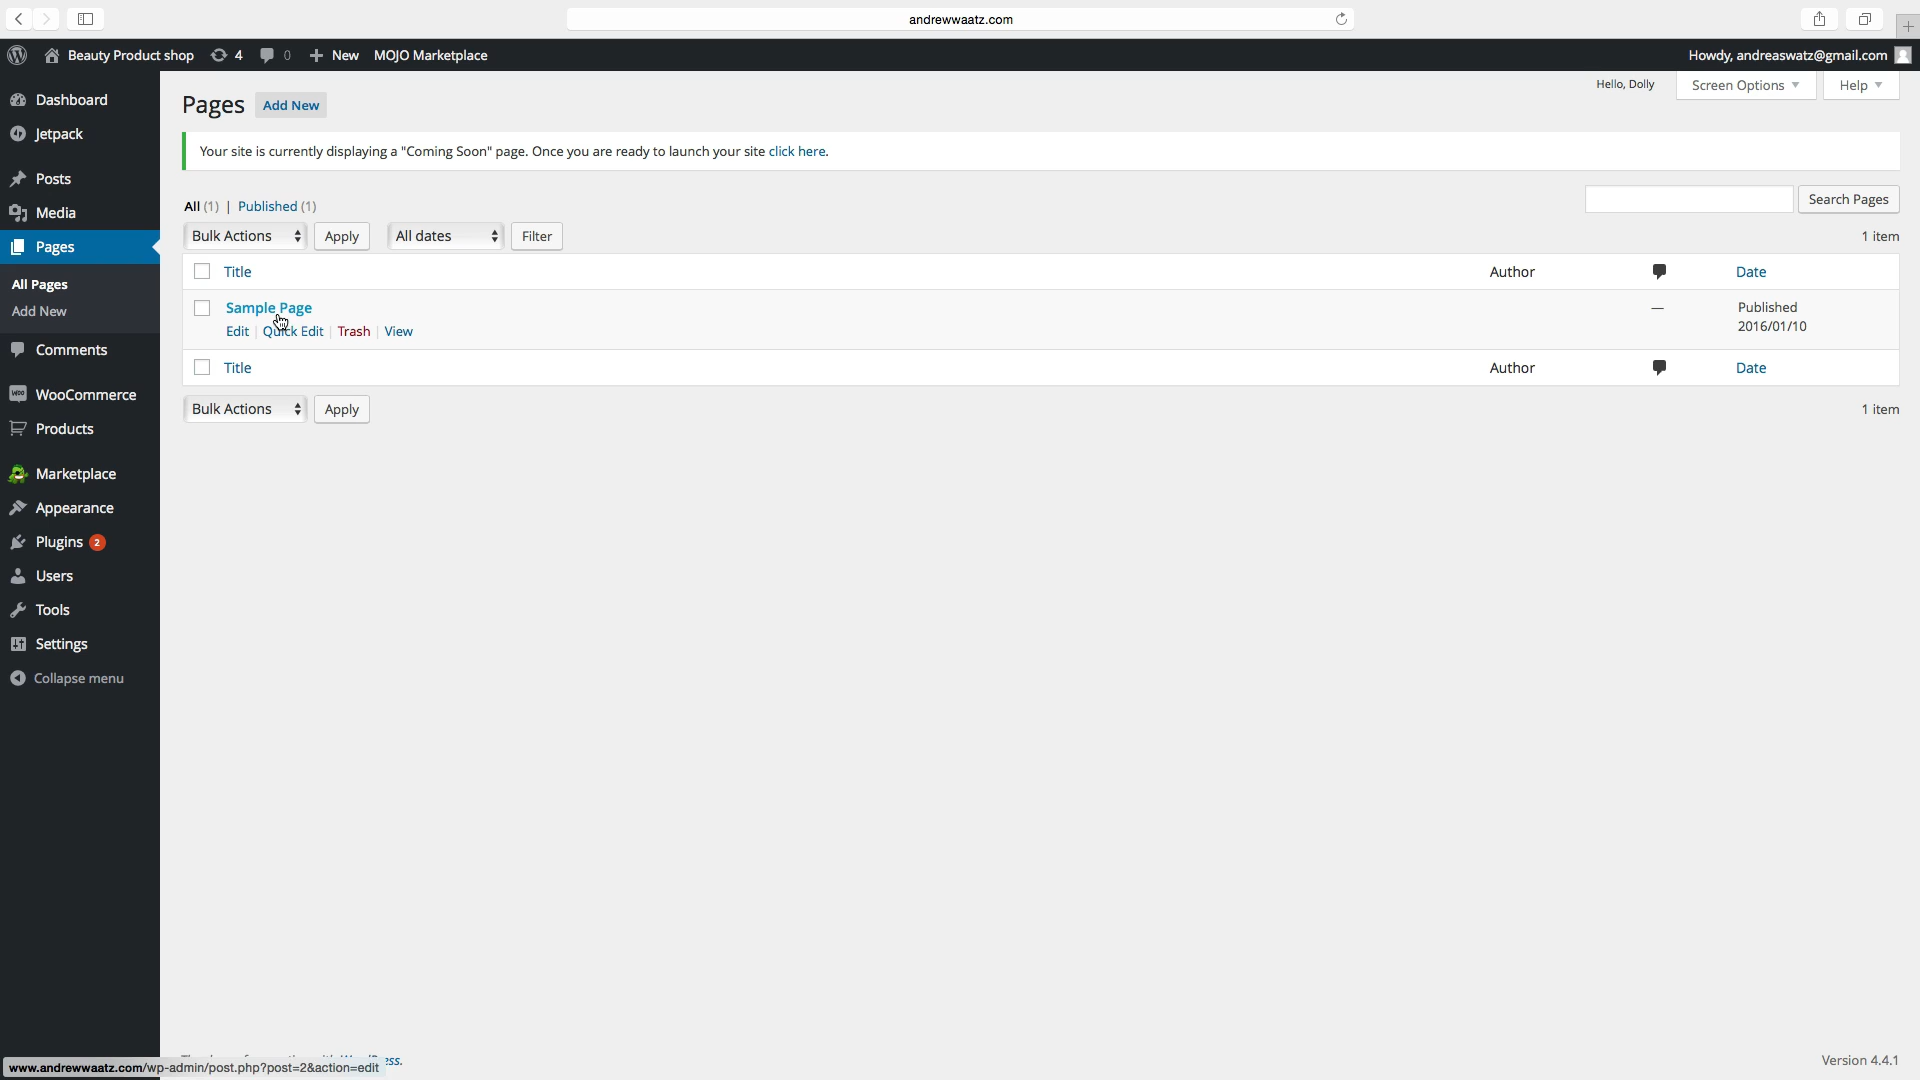 andrewwaatz.com
Beauty Product shop 4 0 New MOJO Marketplace Howdy, andreaswatz@gmail.com
Hello, Dolly Screen Options Help
Dashboard
Jetpack
Posts
Media
Pages
All Pages
Add New
Comments
WooCommerce
Products
Marketplace
Appearance
Plugins 2
Users
Tools
Settings
Collapse menu
Pages Add New
Your site is currently displaying a "Coming Soon" page. Once you are ready to launch your site click here.
All (1) | Published (1)
Search Pages
Bulk Actions Apply All dates Filter 1 item
Title Author Date
Sample Page — Published
2016/01/10
Edit | Quick Edit | Trash | View
Title Author Date
Bulk Actions Apply 1 item
Version 4.4.1
www.andrewwaatz.com/wp-admin/post.php?post=2&action=edit